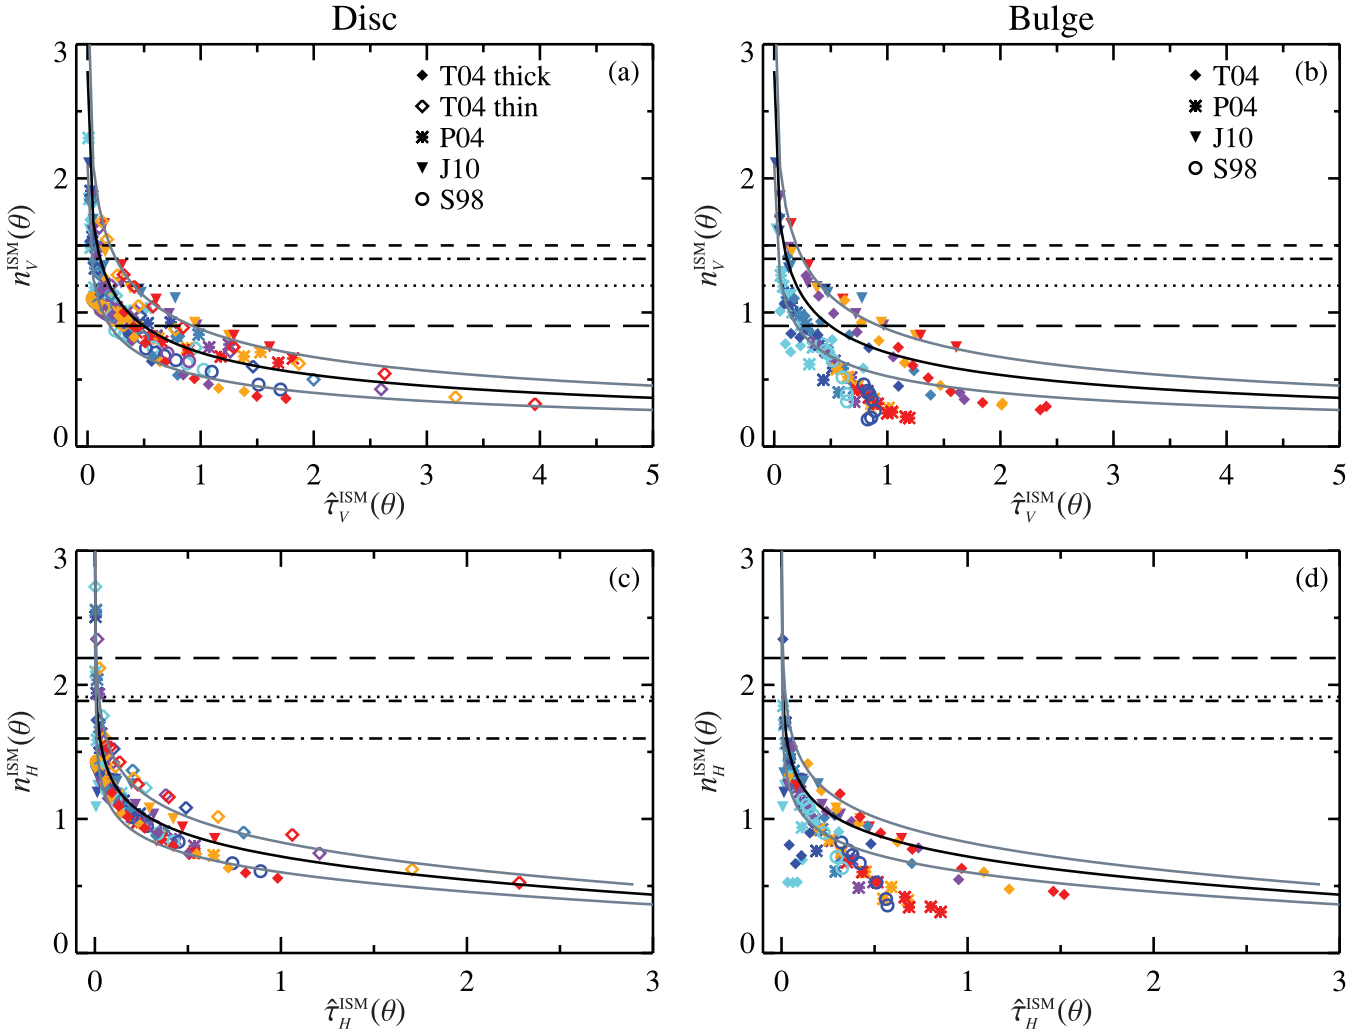 Disc
Bulge
3
(a)
T04 thick
T04 thin
P04
J10
S98
2
1
0
n_V^ISM(θ)
0 1 2 3 4 5
τ̂_V^ISM(θ)
3
(b)
T04
P04
J10
S98
2
1
0
n_V^ISM(θ)
0 1 2 3 4 5
τ̂_V^ISM(θ)
3
(c)
2
1
0
n_H^ISM(θ)
0 1 2 3
τ̂_H^ISM(θ)
3
(d)
2
1
0
n_H^ISM(θ)
0 1 2 3
τ̂_H^ISM(θ)